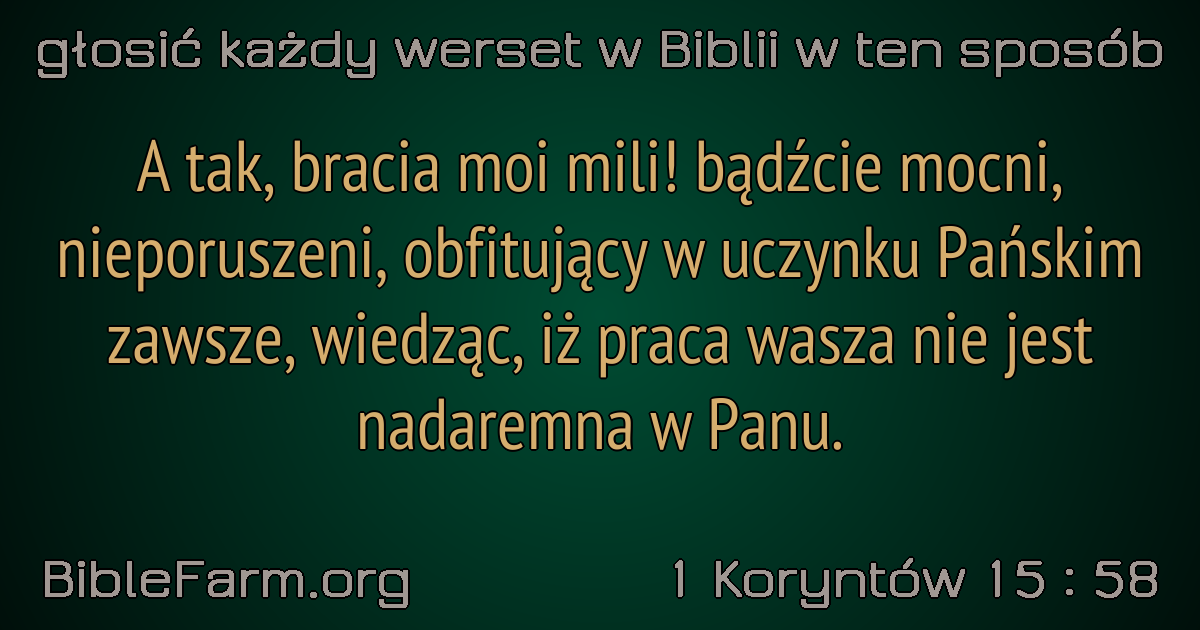 głosić każdy werset w Biblii w ten sposób
A tak, bracia moi mili! bądźcie mocni,
nieporuszeni, obfitujący w uczynku Pańskim
zawsze, wiedząc, iż praca wasza nie jest
nadaremna w Panu.
BibleFarm.org
1 Koryntów 15 : 58